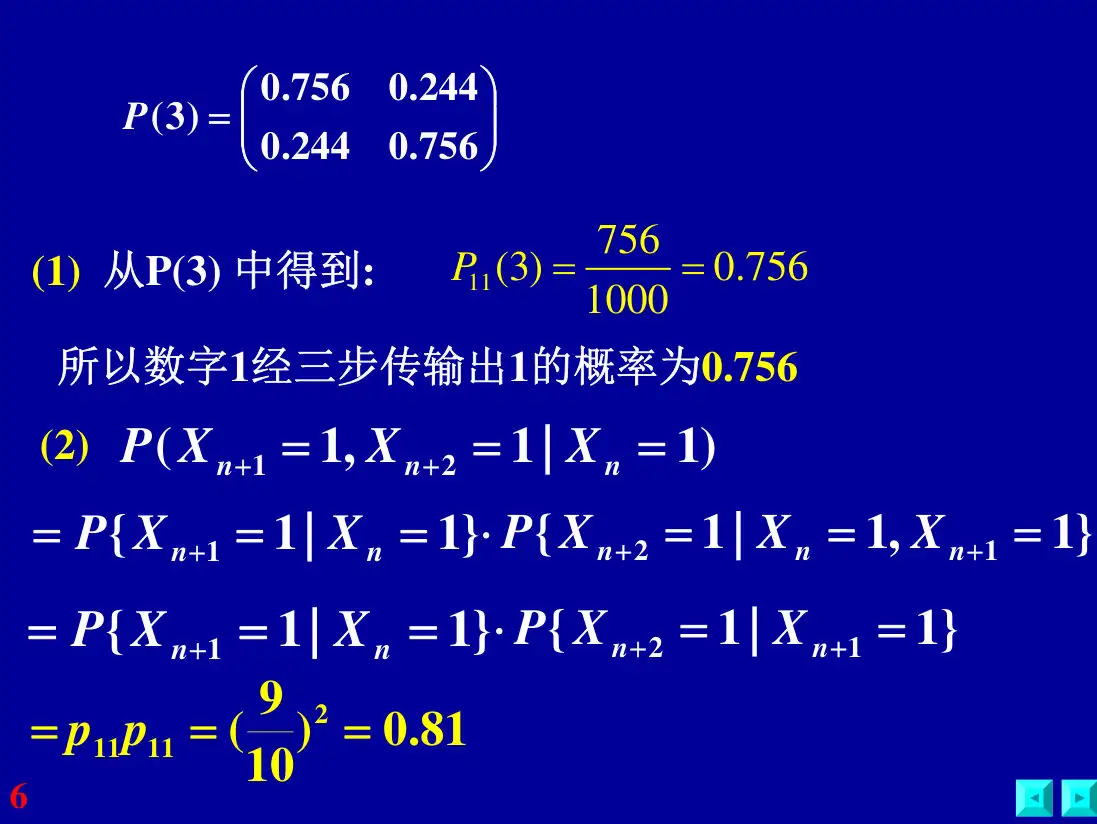 P(3) = (0.756 0.244
0.244 0.756)
(1) 从P(3) 中得到: P₁₁(3) = 756/1000 = 0.756
所以数字1经三步传输出1的概率为0.756
(2) P(Xₙ₊₁ = 1, Xₙ₊₂ = 1 | Xₙ = 1)
= P{Xₙ₊₁ = 1 | Xₙ = 1}· P{Xₙ₊₂ = 1 | Xₙ = 1, Xₙ₊₁ = 1}
= P{Xₙ₊₁ = 1 | Xₙ = 1}· P{Xₙ₊₂ = 1 | Xₙ₊₁ = 1}
= p₁₁p₁₁ = (9/10)² = 0.81
6